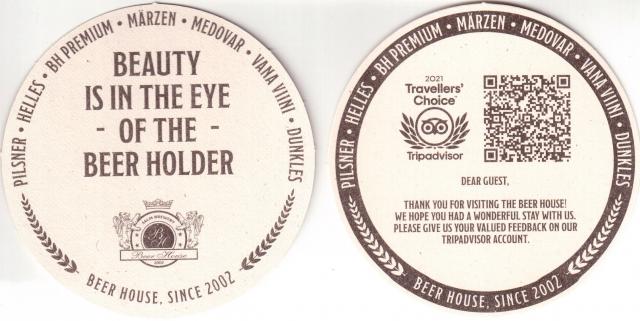 PILSNER • HELLES • BH PREMIUM • MÄRZEN • MEDOVAR • VANA VIINI • DUNKLES
BEAUTY
IS IN THE EYE
- OF THE -
BEER HOLDER
BH
Beer House
2002
BEER HOUSE, SINCE 2002
PILSNER • HELLES • BH PREMIUM • MÄRZEN • MEDOVAR • VANA VIINI • DUNKLES
2021
Travellers'
Choice™
Tripadvisor
DEAR GUEST,
THANK YOU FOR VISITING THE BEER HOUSE!
WE HOPE YOU HAD A WONDERFUL STAY WITH US.
PLEASE GIVE US YOUR VALUED FEEDBACK ON OUR
TRIPADVISOR ACCOUNT.
BEER HOUSE, SINCE 2002